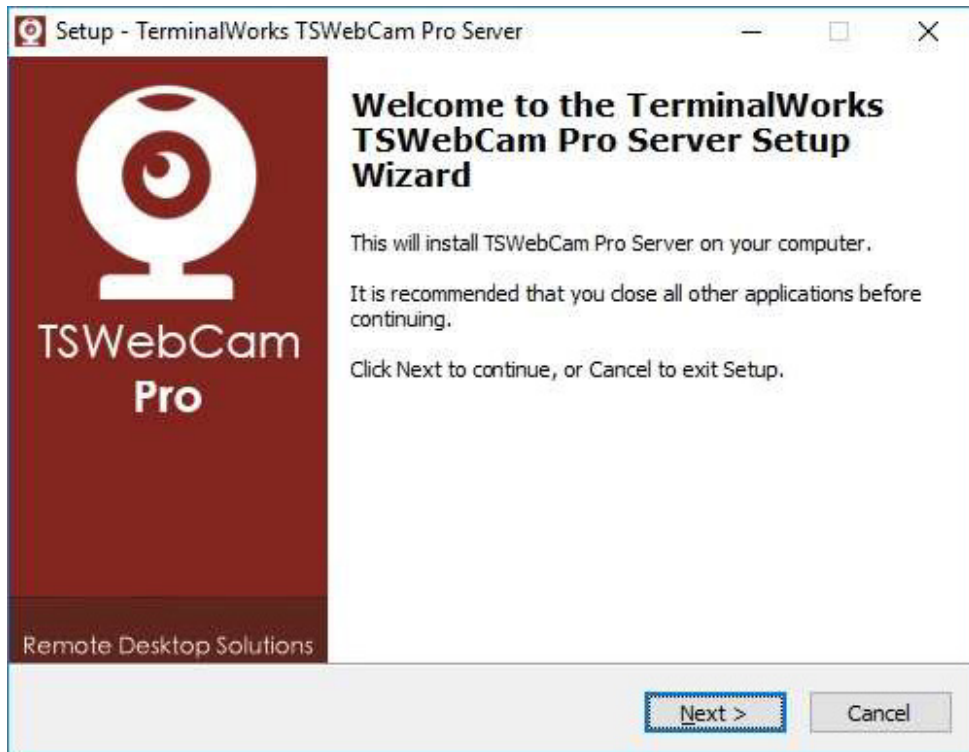 Setup - TerminalWorks TSWebCam Pro Server
Welcome to the TerminalWorks
TSWebCam Pro Server Setup
Wizard
This will install TSWebCam Pro Server on your computer.
It is recommended that you close all other applications before
continuing.
Click Next to continue, or Cancel to exit Setup.
TSWebCam
Pro
Remote Desktop Solutions
Next >
Cancel